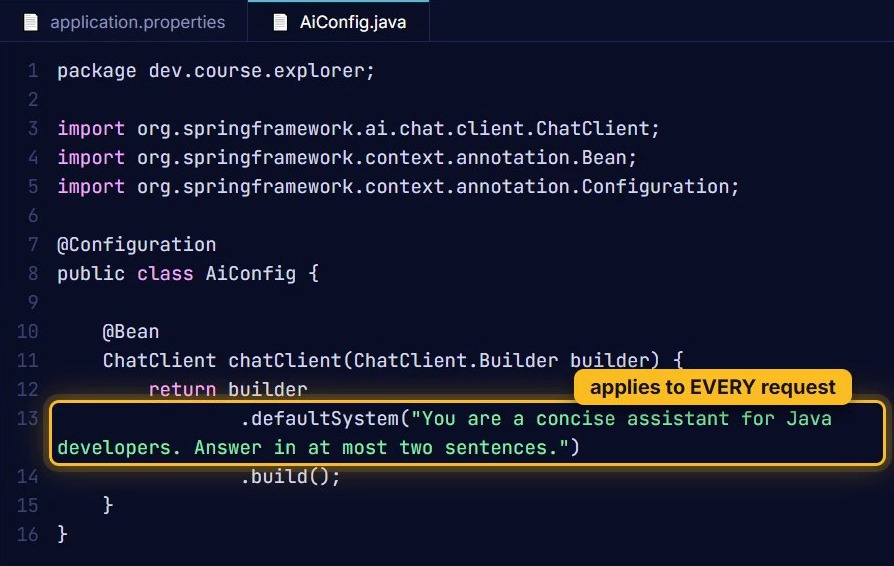 application.properties
AiConfig.java
1 package dev.course.explorer;
2
3 import org.springframework.ai.chat.client.ChatClient;
4 import org.springframework.context.annotation.Bean;
5 import org.springframework.context.annotation.Configuration;
6
7 @Configuration
8 public class AiConfig {
9
10     @Bean
11     ChatClient chatClient(ChatClient.Builder builder) {
applies to EVERY request
12         return builder
13                 .defaultSystem("You are a concise assistant for Java
developers. Answer in at most two sentences.")
14                 .build();
15     }
16 }